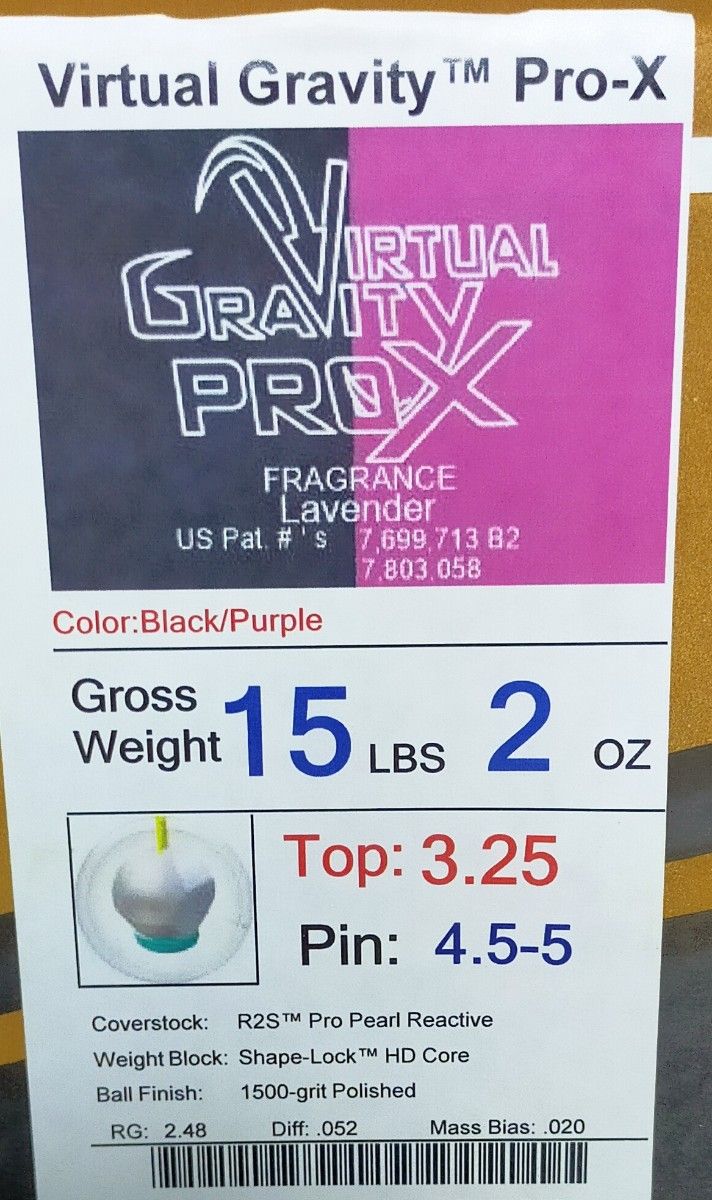 Virtual Gravity™ Pro-X
VIRTUAL
GRAVITY
PROX
FRAGRANCE
Lavender
US Pat. # ' s 7,699,713 B2
7,803,058
Color:Black/Purple
Gross
Weight
15 LBS 2 OZ
Top: 3.25
Pin: 4.5-5
Coverstock: R2S™ Pro Pearl Reactive
Weight Block: Shape-Lock™ HD Core
Ball Finish: 1500-grit Polished
RG: 2.48 Diff: .052 Mass Bias: .020